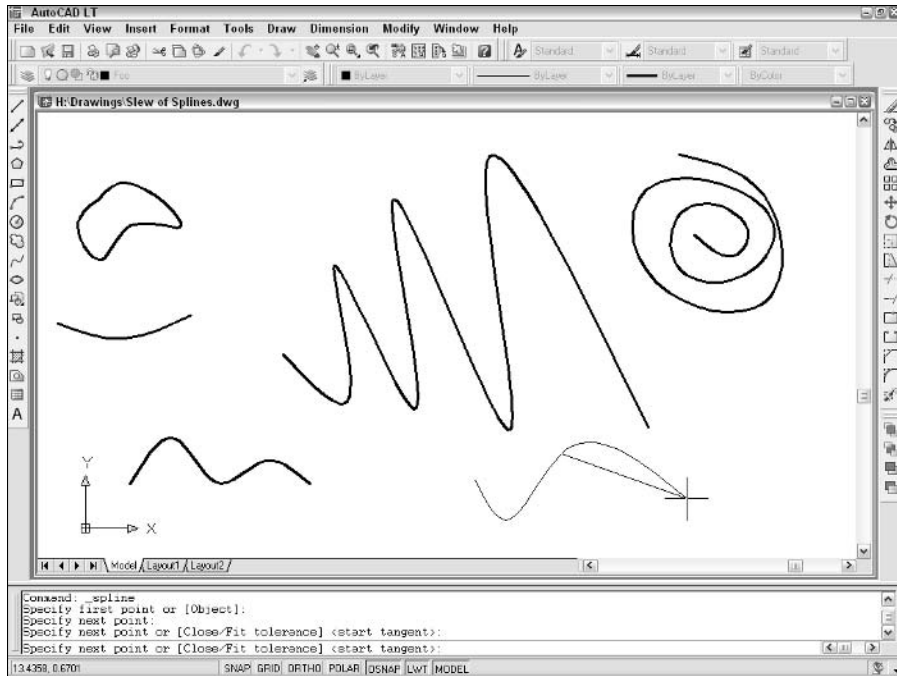 AutoCAD LT
File Edit View Insert Format Tools Draw Dimension Modify Window Help
Standard Standard Standard
Foo ByLayer ByLayer ByLayer ByColor
H:\Drawings\Slew of Splines.dwg
A
Y
X
Model Layout1 Layout2
Command: _spline
Specify first point or [Object]:
Specify next point:
Specify next point or [Close/Fit tolerance] <start tangent>:
Specify next point or [Close/Fit tolerance] <start tangent>:
13.4358, 0.6701 SNAP GRID ORTHO POLAR OSNAP LWT MODEL